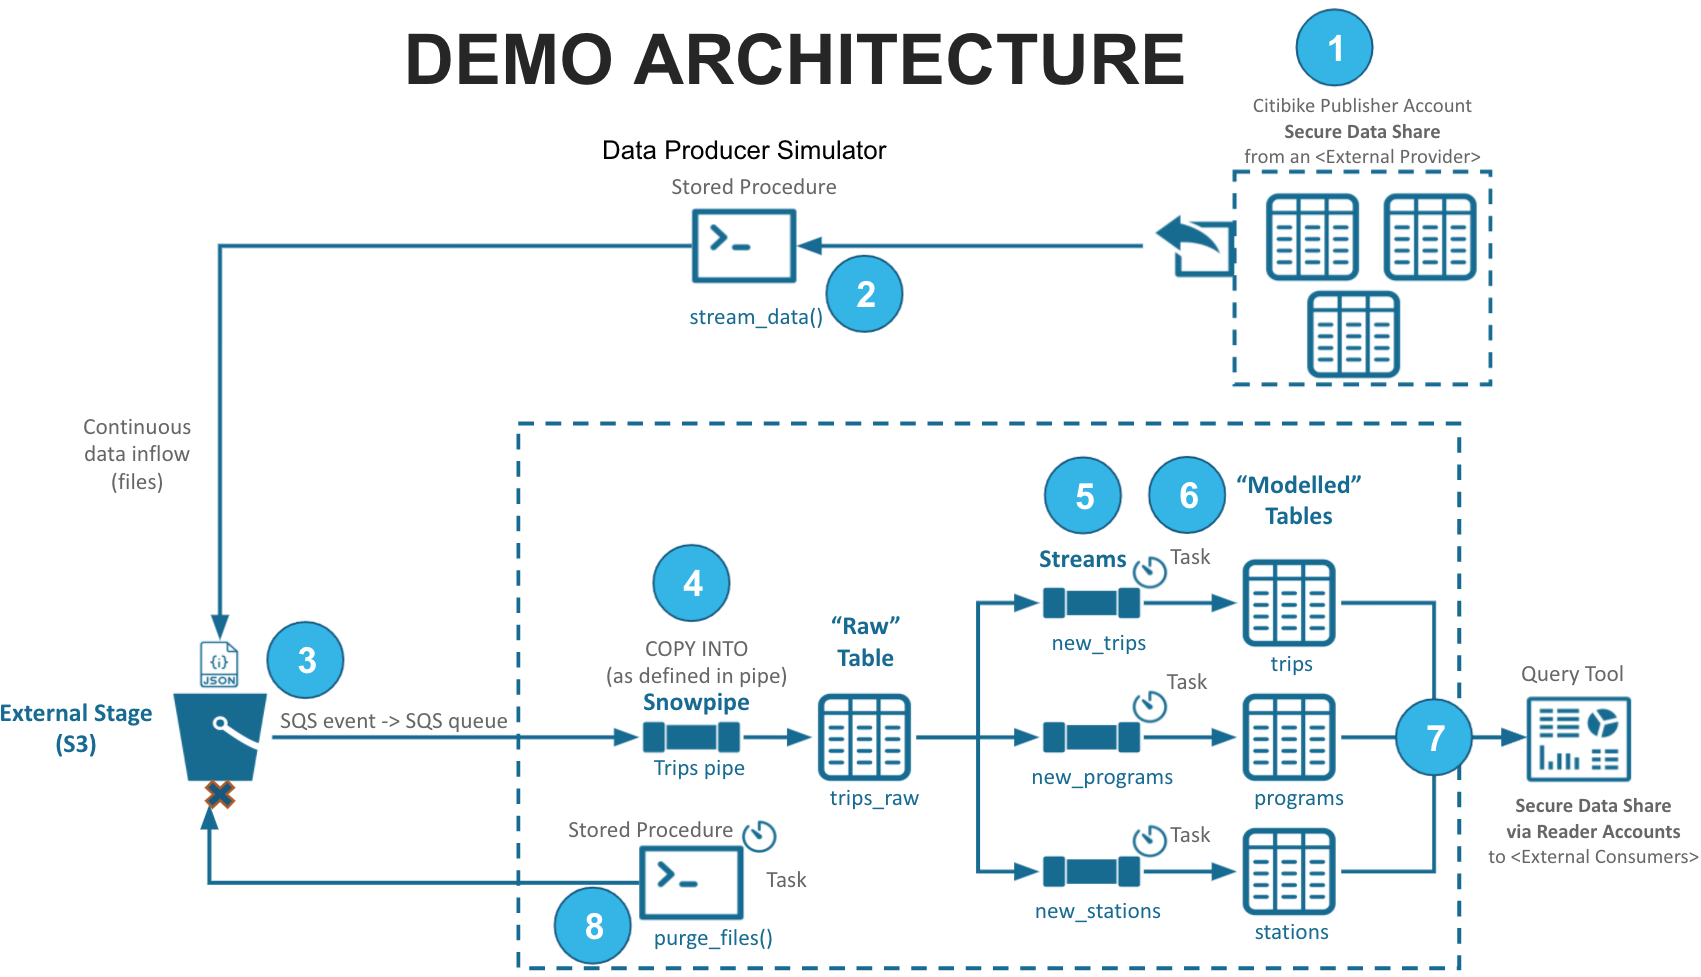 DEMO ARCHITECTURE
1
Citibike Publisher Account
Secure Data Share
from an <External Provider>
Data Producer Simulator
Stored Procedure
2
stream_data()
Continuous
data inflow
(files)
{i}
JSON
3
External Stage
(S3)
SQS event -> SQS queue
4
COPY INTO
(as defined in pipe)
Snowpipe
Trips pipe
“Raw”
Table
trips_raw
5
6
“Modelled”
Tables
Streams
Task
new_trips
trips
Task
new_programs
programs
Task
new_stations
stations
7
Query Tool
Secure Data Share
via Reader Accounts
to <External Consumers>
Stored Procedure
Task
8
purge_files()